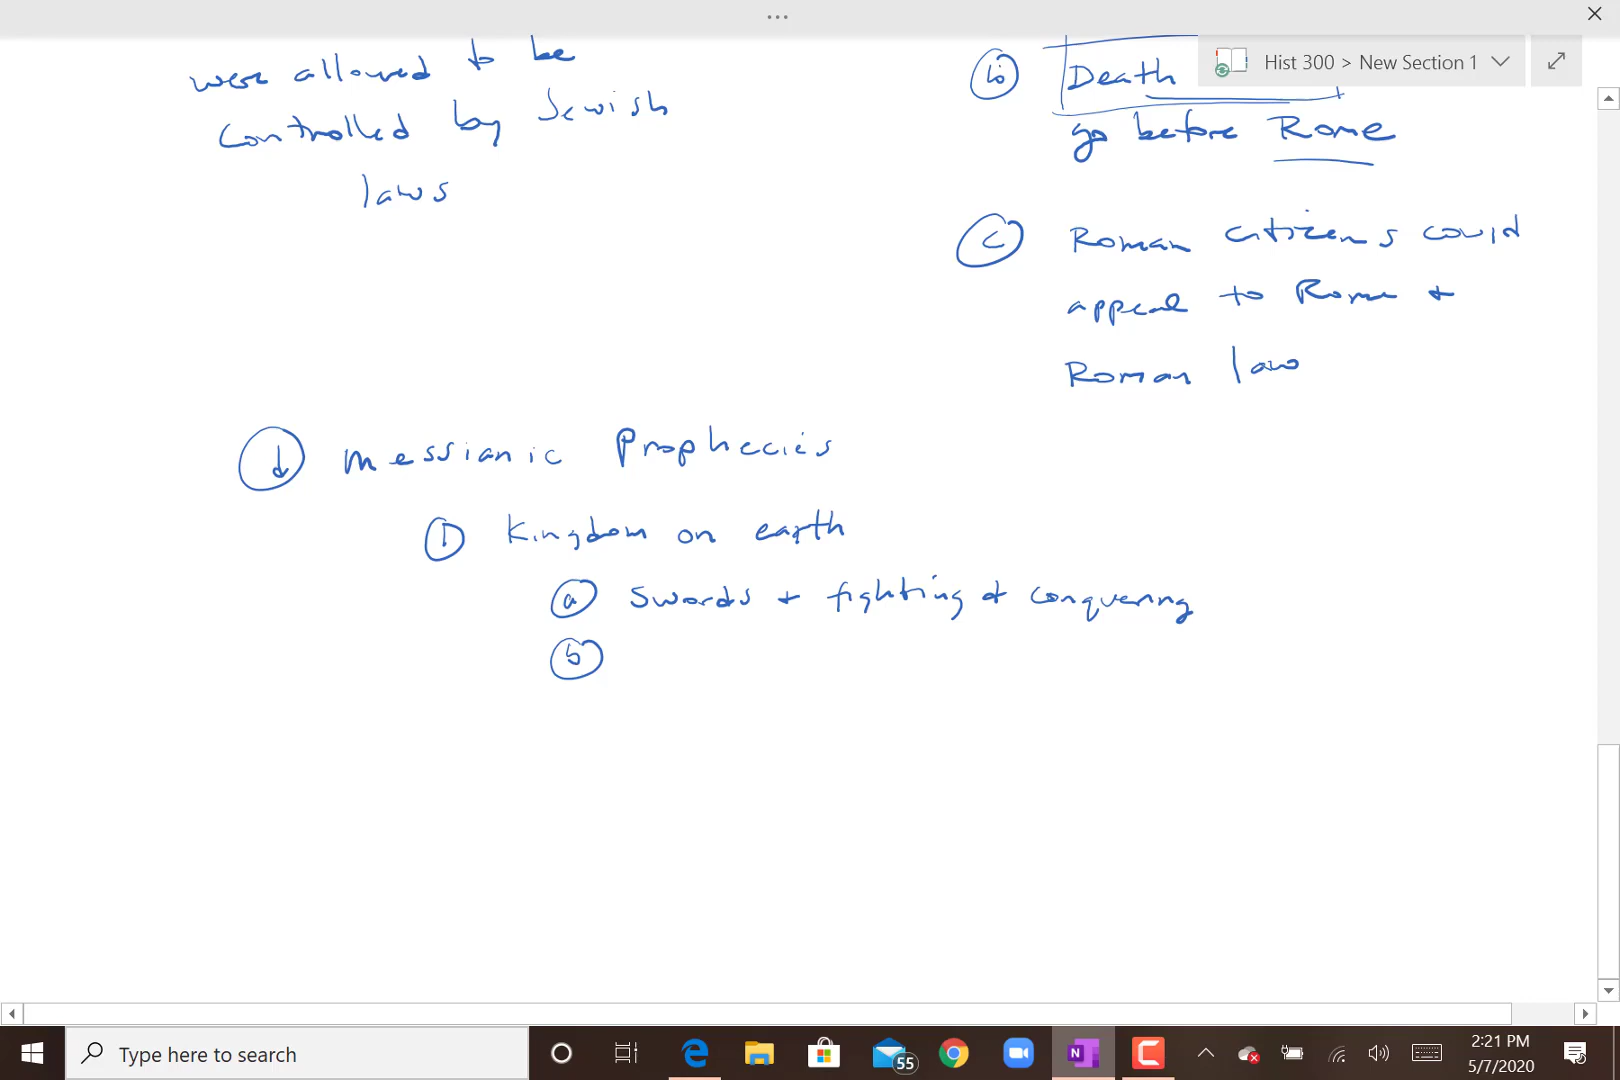 Hist 300 > New Section 1
were allowed to be
controlled by Jewish
laws
b Death
go before Rome
c Roman citizens could
appeal to Rome +
Roman law
Messianic Prophecies
1 Kingdom on earth
a Swords + fighting + conquering
b
Type here to search
55
N
2:21 PM
5/7/2020